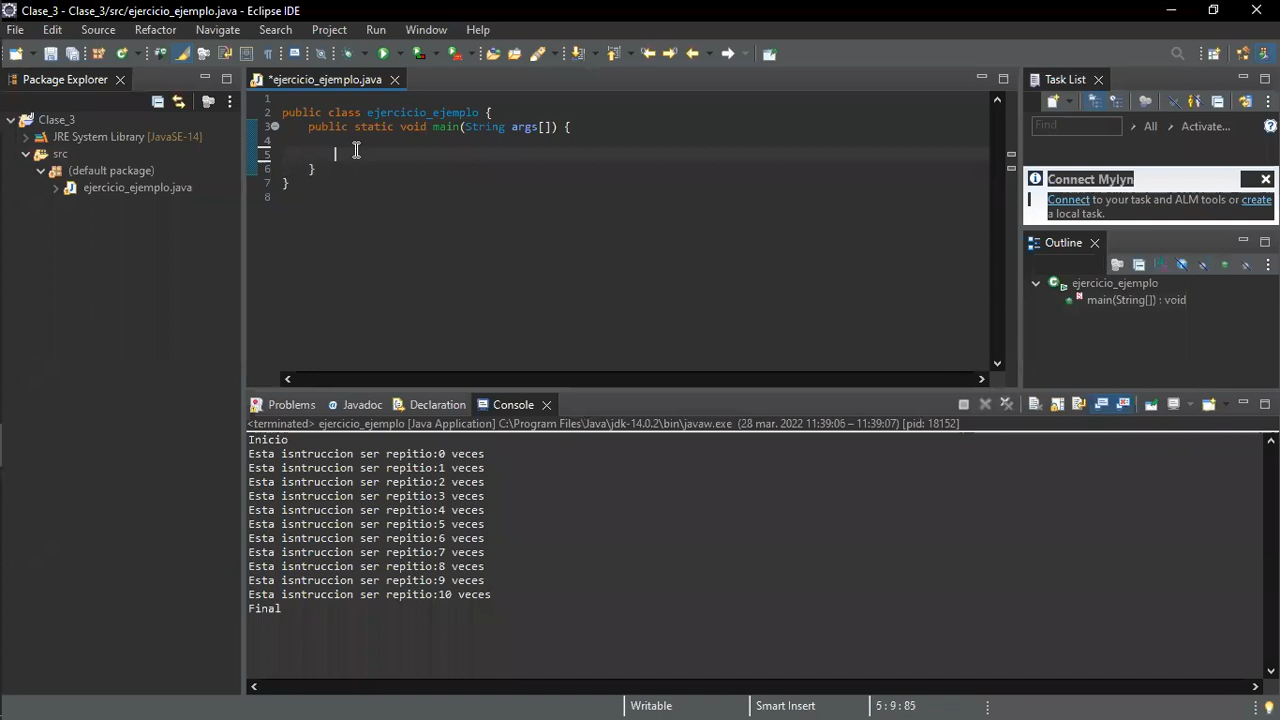 Clase_3 - Clase_3/src/ejercicio_ejemplo.java - Eclipse IDE
File Edit Source Refactor Navigate Search Project Run Window Help
Package Explorer
Clase_3
JRE System Library [JavaSE-14]
src
(default package)
ejercicio_ejemplo.java
*ejercicio_ejemplo.java
1
2 public class ejercicio_ejemplo {
3 public static void main(String args[]) {
4
5
6 }
7 }
8
Task List
Find All Activate...
Connect Mylyn
Connect to your task and ALM tools or create
a local task.
Outline
ejercicio_ejemplo
main(String[]) : void
Problems Javadoc Declaration Console
<terminated> ejercicio_ejemplo [Java Application] C:\Program Files\Java\jdk-14.0.2\bin\javaw.exe (28 mar. 2022 11:39:06 – 11:39:07) [pid: 18152]
Inicio
Esta isntruccion ser repitio:0 veces
Esta isntruccion ser repitio:1 veces
Esta isntruccion ser repitio:2 veces
Esta isntruccion ser repitio:3 veces
Esta isntruccion ser repitio:4 veces
Esta isntruccion ser repitio:5 veces
Esta isntruccion ser repitio:6 veces
Esta isntruccion ser repitio:7 veces
Esta isntruccion ser repitio:8 veces
Esta isntruccion ser repitio:9 veces
Esta isntruccion ser repitio:10 veces
Final
Writable Smart Insert 5 : 9 : 85